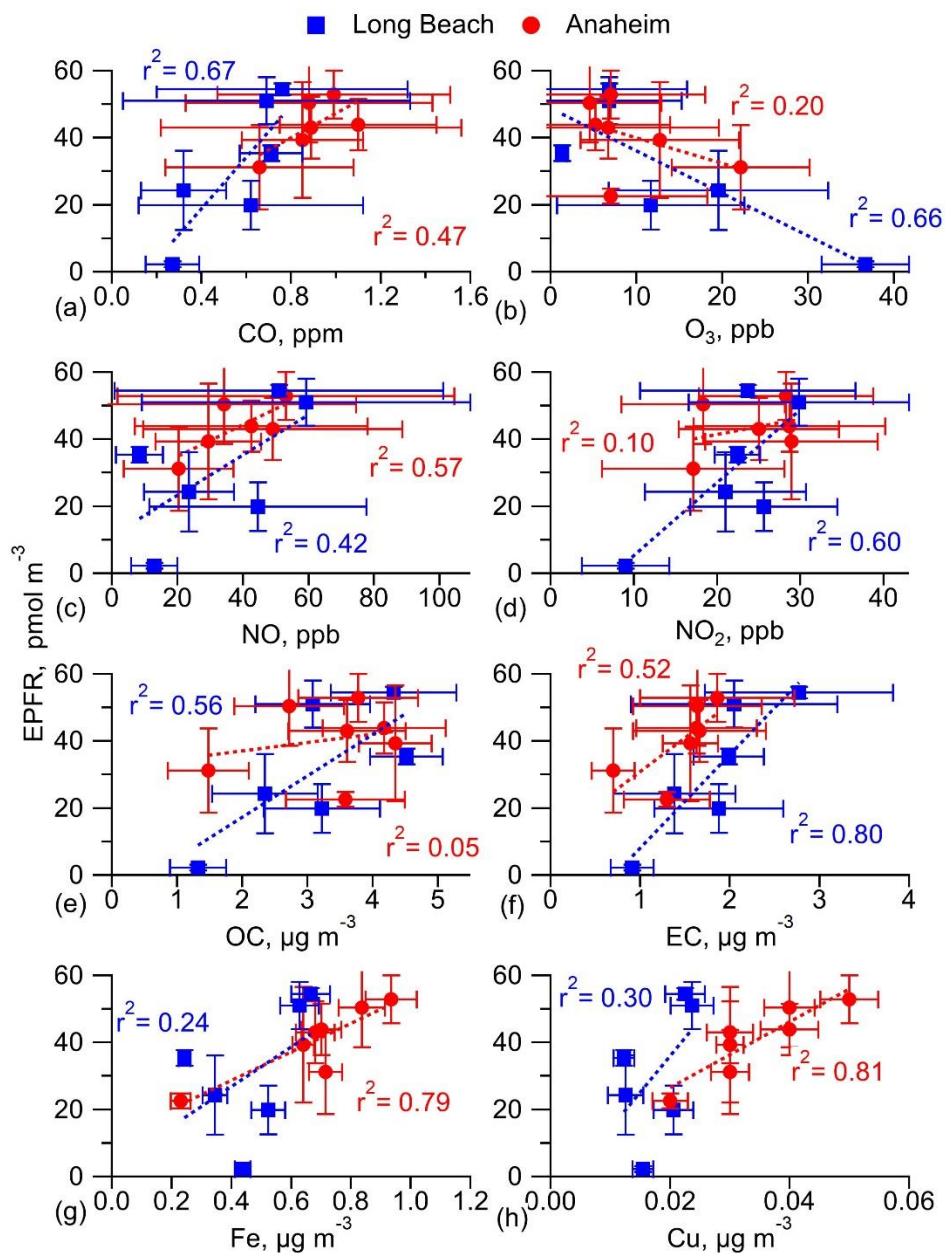 Long Beach Anaheim
60
40
20
0
r² = 0.67
r² = 0.47
0.0 0.4 0.8 1.2 1.6
(a)
CO, ppm
60
40
20
0
r² = 0.20
r² = 0.66
0 10 20 30 40
(b)
O₃, ppb
EPFR, pmol m⁻³
60
40
20
0
r² = 0.57
r² = 0.42
0 20 40 60 80 100
(c)
NO, ppb
60
40
20
0
r² = 0.10
r² = 0.60
0 10 20 30 40
(d)
NO₂, ppb
60
40
20
0
r² = 0.56
r² = 0.05
1 2 3 4 5
(e)
OC, µg m⁻³
60
40
20
0
r² = 0.52
r² = 0.80
0 1 2 3 4
(f)
EC, µg m⁻³
60
40
20
0
r² = 0.24
r² = 0.79
0.2 0.4 0.6 0.8 1.0 1.2
(g)
Fe, µg m⁻³
60
40
20
0
r² = 0.30
r² = 0.81
0.00 0.02 0.04 0.06
(h)
Cu, µg m⁻³